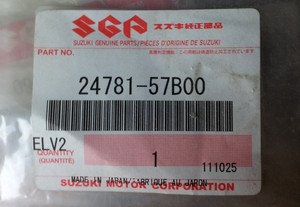 SGP スズキ純正部品
SUZUKI GENUINE PARTS/PIÈCES D'ORIGINE DE SUZUKI
PART NO.
24781-57B00
ELV2
QUANTITY
(QUANTITÉ)
1
111025
MADE IN JAPAN/FABRIQUÉ AU JAPON
SUZUKI MOTOR CORPORATION